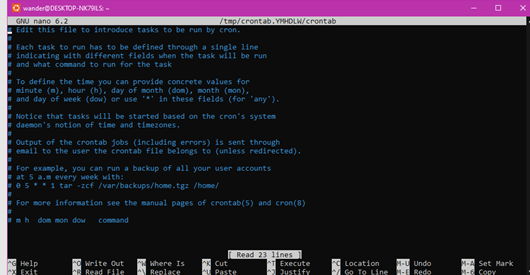 wander@DESKTOP-NK79ILS: ~
GNU nano 6.2 /tmp/crontab.YMHDLW/crontab
# Edit this file to introduce tasks to be run by cron.
#
# Each task to run has to be defined through a single line
# indicating with different fields when the task will be run
# and what command to run for the task
#
# To define the time you can provide concrete values for
# minute (m), hour (h), day of month (dom), month (mon),
# and day of week (dow) or use '*' in these fields (for 'any').
#
# Notice that tasks will be started based on the cron's system
# daemon's notion of time and timezones.
#
# Output of the crontab jobs (including errors) is sent through
# email to the user the crontab file belongs to (unless redirected).
#
# For example, you can run a backup of all your user accounts
# at 5 a.m every week with:
# 0 5 * * 1 tar -zcf /var/backups/home.tgz /home/
#
# For more information see the manual pages of crontab(5) and cron(8)
#
# m h  dom mon dow   command
[ Read 23 lines ]
^G Help ^O Write Out ^W Where Is ^K Cut ^T Execute ^C Location M-U Undo M-A Set Mark
^X Exit ^R Read File ^\ Replace ^U Paste ^J Justify ^/ Go To Line M-E Redo M-6 Copy